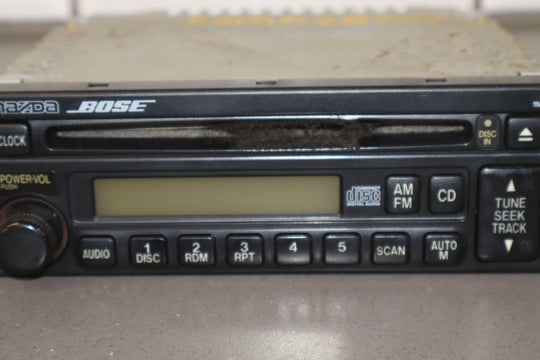 mazda BOSE
CLOCK
DISC
IN
POWER-VOL
PUSH
COMPACT
disc
DIGITAL AUDIO
AM
FM
CD
TUNE
SEEK
TRACK
AUDIO
1
DISC
2
RDM
3
RPT
4
5
SCAN
AUTO
M